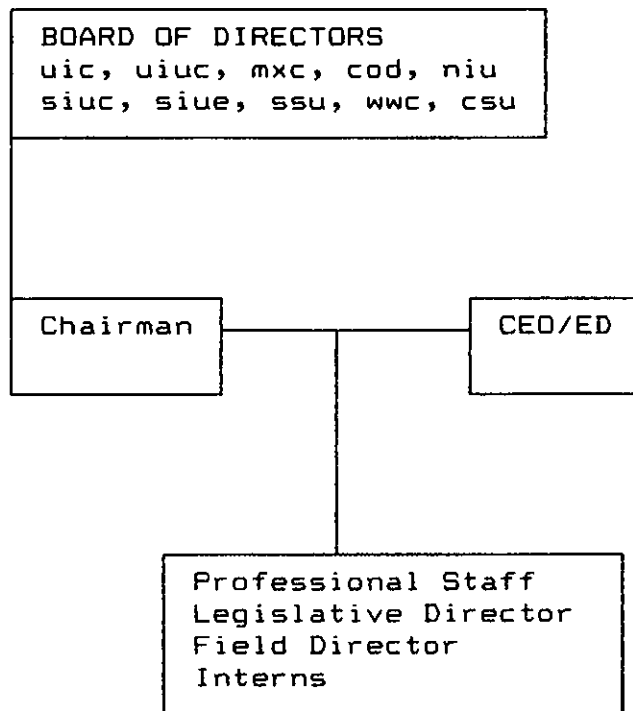 BOARD OF DIRECTORS
uic, uiuc, mxc, cod, niu
siuc, siue, ssu, wwc, csu
Chairman
CEO/ED
Professional Staff
Legislative Director
Field Director
Interns